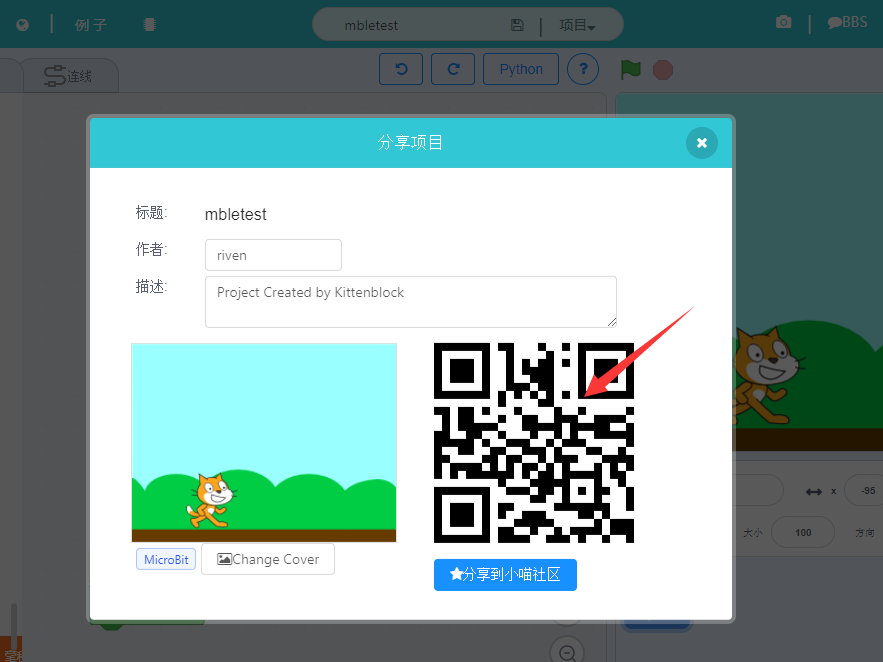 例子
mbletest
项目
BBS
连线
Python
?
分享项目
标题:
mbletest
作者:
riven
描述:
Project Created by Kittenblock
MicroBit
Change Cover
分享到小喵社区
x
-95
大小
100
方向